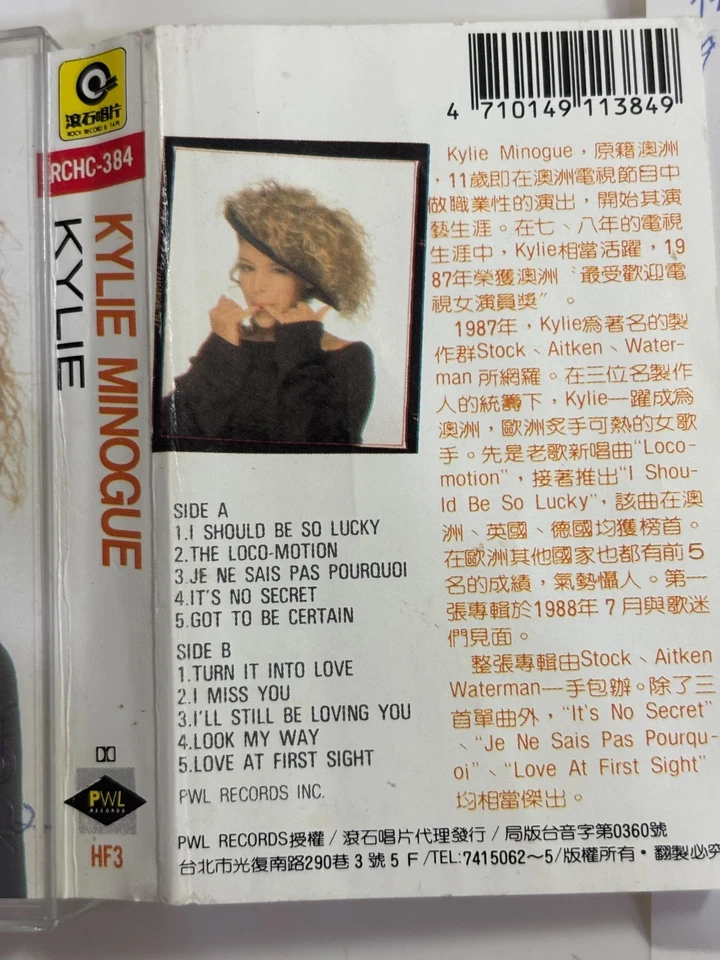 滾石唱片
ROCK RECORD & TAPE
RCHC-384
KYLIE MINOGUE
KYLIE
PWL
RECORDS
HF3
4 710149 113849
SIDE A
1.I SHOULD BE SO LUCKY
2.THE LOCO-MOTION
3.JE NE SAIS PAS POURQUOI
4.IT'S NO SECRET
5.GOT TO BE CERTAIN
SIDE B
1.TURN IT INTO LOVE
2.I MISS YOU
3.I'LL STILL BE LOVING YOU
4.LOOK MY WAY
5.LOVE AT FIRST SIGHT
PWL RECORDS INC.
Kylie Minogue，原籍澳洲
，11歲即在澳洲電視節目中
做職業性的演出，開始其演
藝生涯。在七、八年的電視
生涯中，Kylie相當活躍，19
87年榮獲澳洲〝最受歡迎電
視女演員獎〞。
1987年，Kylie為著名的製
作群Stock、Aitken、Water-
man 所網羅。在三位名製作
人的統籌下，Kylie一躍成為
澳洲，歐洲炙手可熱的女歌
手。先是老歌新唱曲“Loco-
motion”，接著推出“I Shou-
ld Be So Lucky”，該曲在澳
洲、英國、德國均獲榜首。
在歐洲其他國家也都有前5
名的成績，氣勢懾人。第一
張專輯於1988年7月與歌迷
們見面。
整張專輯由Stock、Aitken
Waterman一手包辦。除了三
首單曲外，“It's No Secret”
、“Je Ne Sais Pas Pourqu-
oi”、“Love At First Sight”
均相當傑出。
PWL RECORDS授權 / 滾石唱片代理發行 / 局版台音字第0360號
台北市光復南路290巷3號5F/TEL:7415062～5/版權所有・翻製必究